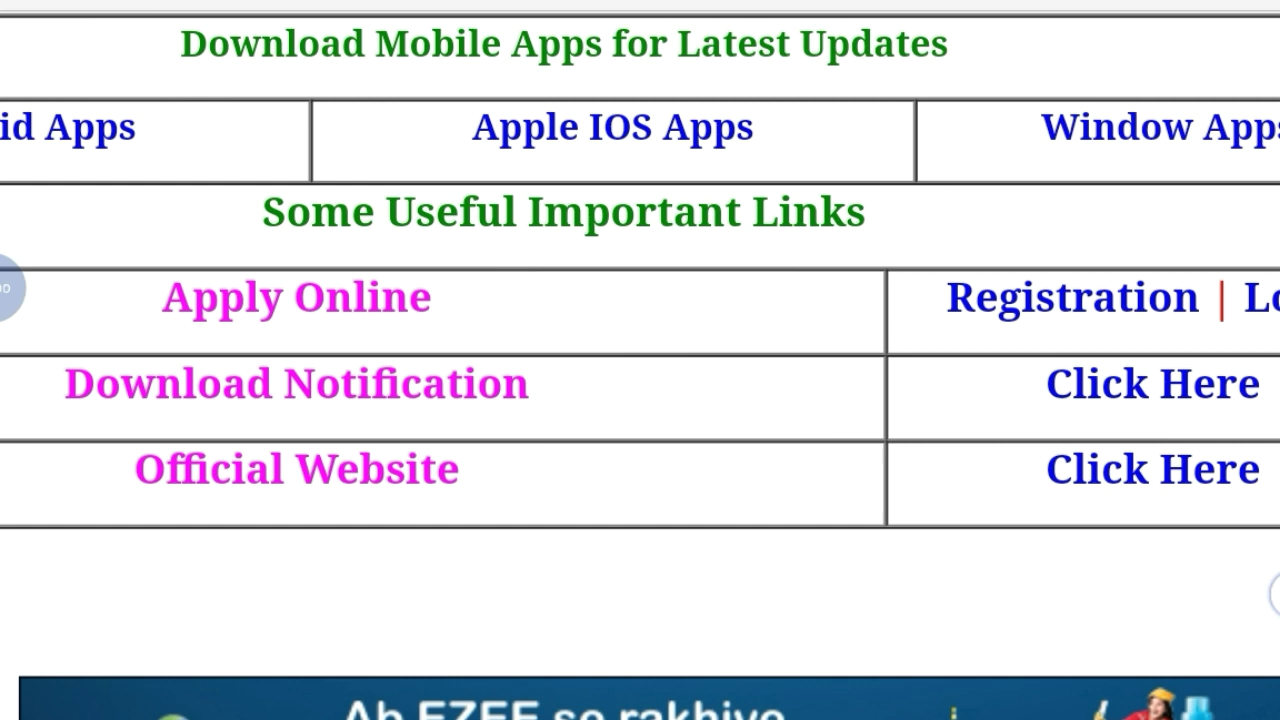 Download Mobile Apps for Latest Updates
id Apps
Apple IOS Apps
Window Apps
Some Useful Important Links
Apply Online
Registration | Lo
Download Notification
Click Here
Official Website
Click Here
Ab EZEE se rakhiye